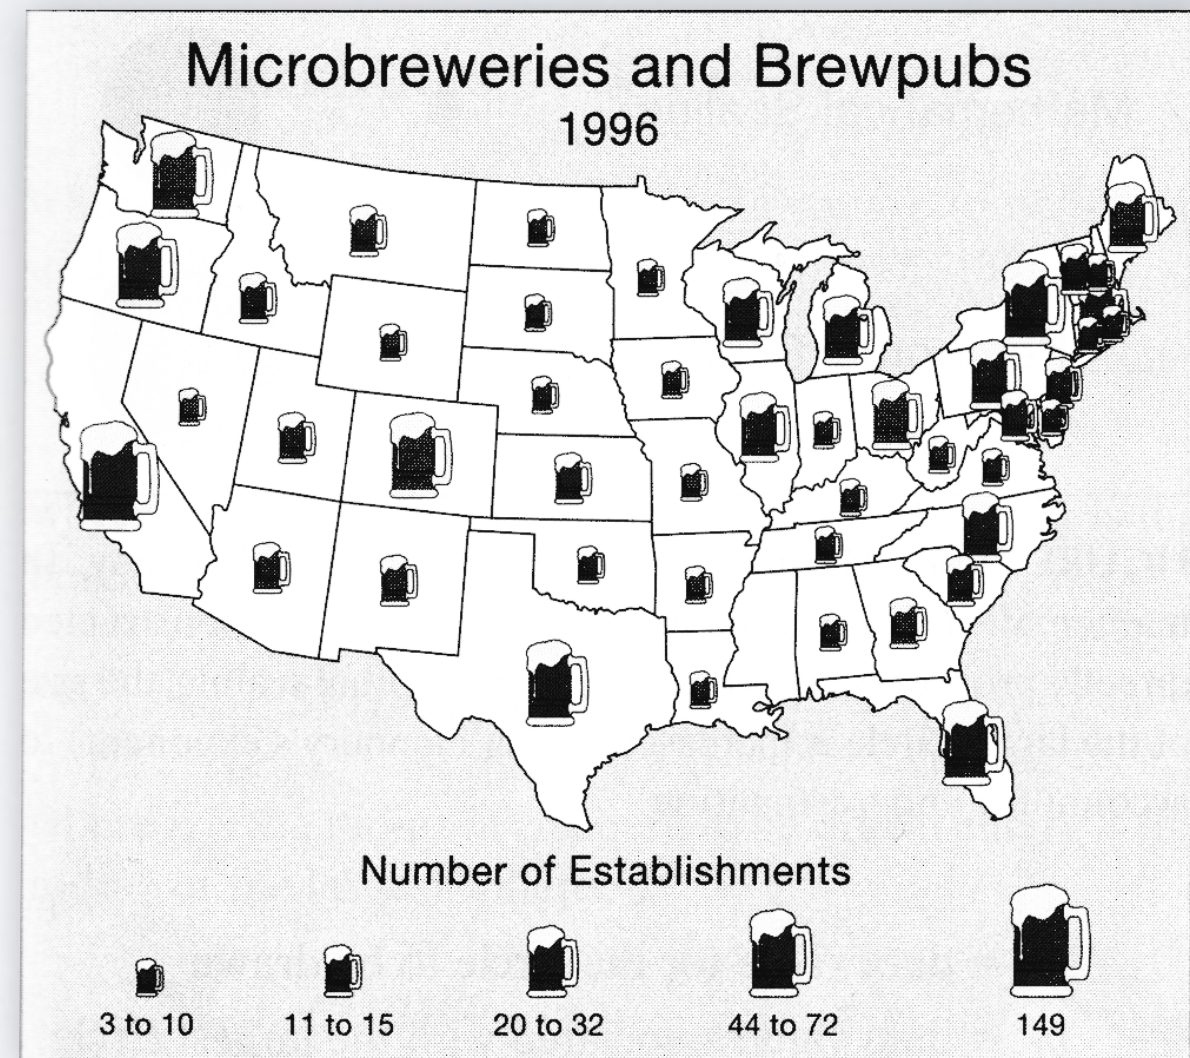 Microbreweries and Brewpubs
1996
Number of Establishments
3 to 10
11 to 15
20 to 32
44 to 72
149